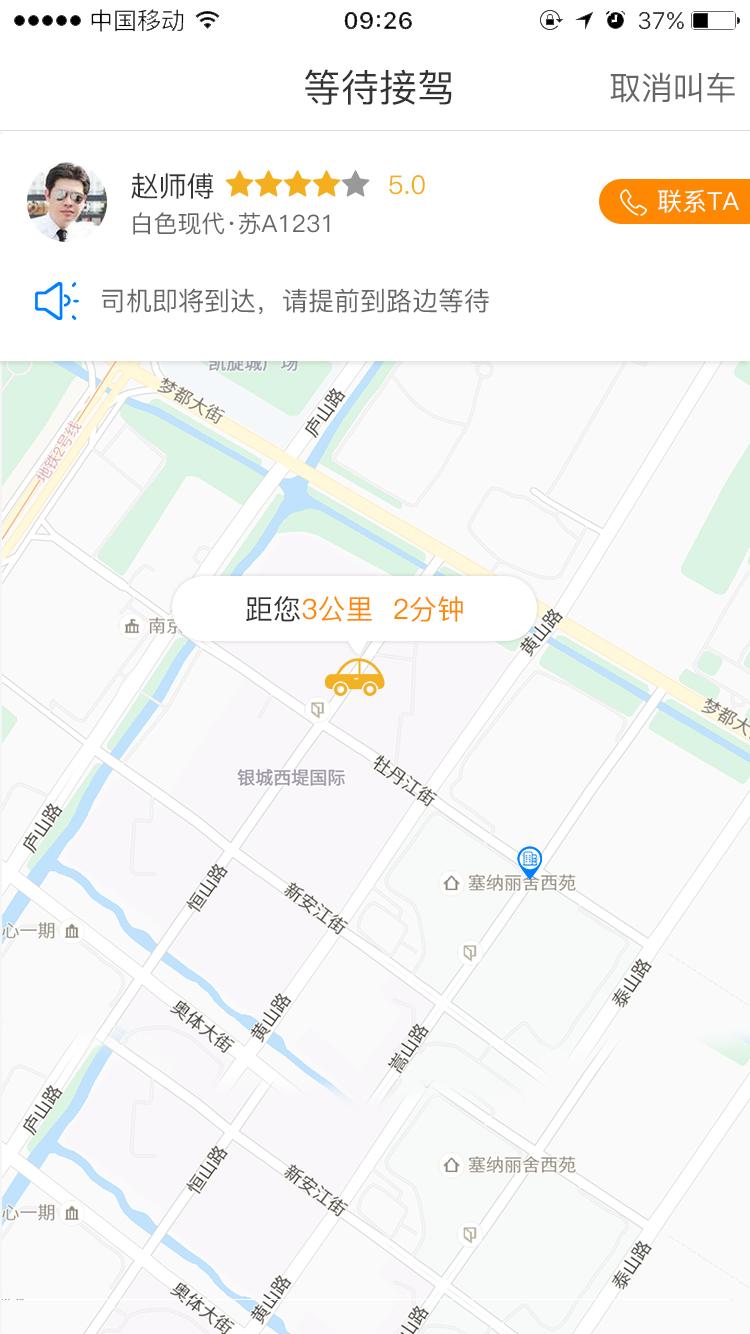 中国移动
09:26
37%
等待接驾
取消叫车
赵师傅
5.0
白色现代·苏A1231
联系TA
司机即将到达，请提前到路边等待
凯旋城广场
梦都大街
庐山路
地铁2号线
距您3公里 2分钟
南京
黄山路
梦都大
牡丹江街
银城西堤国际
庐山路
恒山路
塞纳丽舍西苑
新安江街
心一期
泰山路
黄山路
奥体大街
嵩山路
庐山路
恒山路
塞纳丽舍西苑
新安江街
心一期
泰山路
黄山路
奥体大街
山路